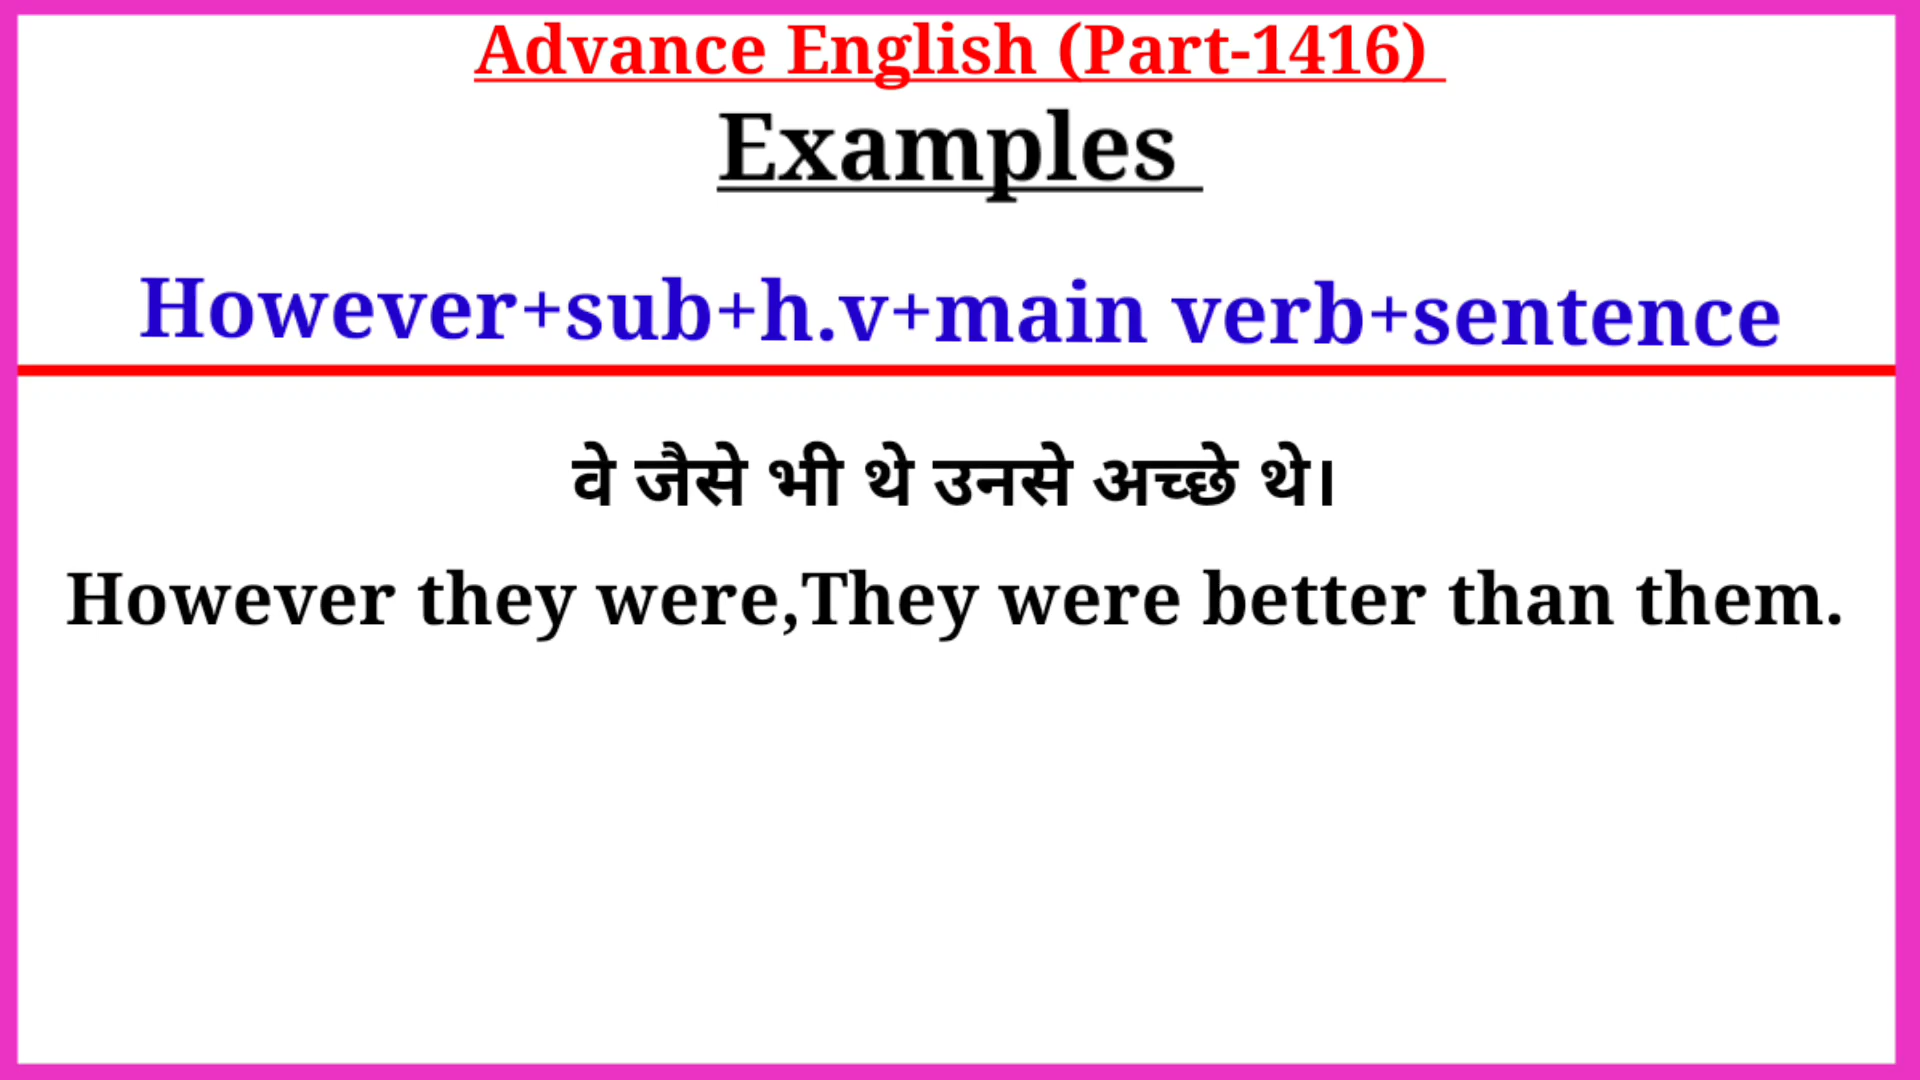 Advance English (Part-1416)
Examples
However+sub+h.v+main verb+sentence
वे जैसे भी थे उनसे अच्छे थे।
However they were,They were better than them.